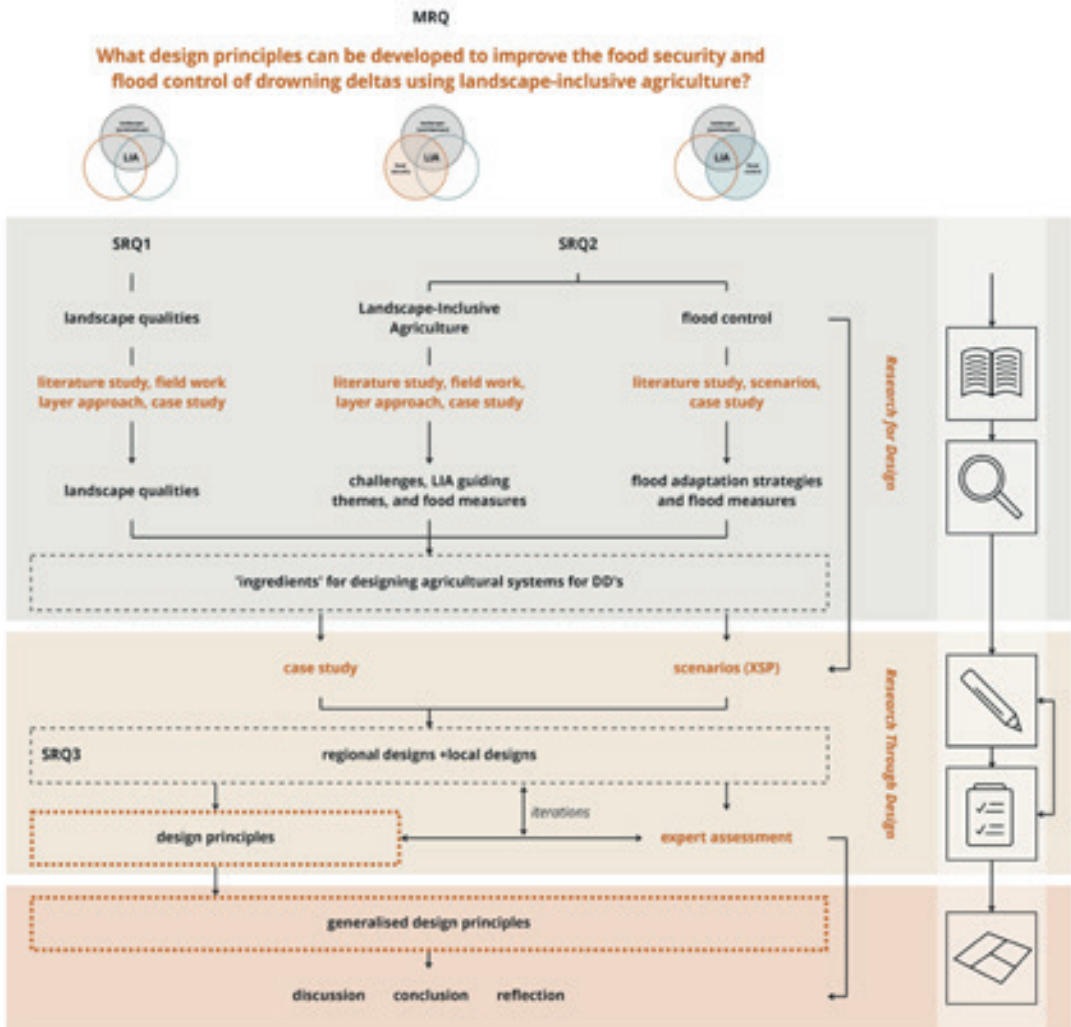 MRQ
What design principles can be developed to improve the food security and
flood control of drowning deltas using landscape-inclusive agriculture?
LIA
LIA
food
security
LIA
food
control
SRQ1
SRQ2
landscape qualities
Landscape-Inclusive
Agriculture
flood control
literature study, field work
layer approach, case study
literature study, field work,
layer approach, case study
literature study, scenarios,
case study
landscape qualities
challenges, LIA guiding
themes, and food measures
flood adaptation strategies
and flood measures
Research for Design
'ingredients' for designing agricultural systems for DD's
case study
scenarios (XSP)
SRQ3
regional designs +local designs
iterations
design principles
expert assessment
Research Through Design
generalised design principles
discussion conclusion reflection